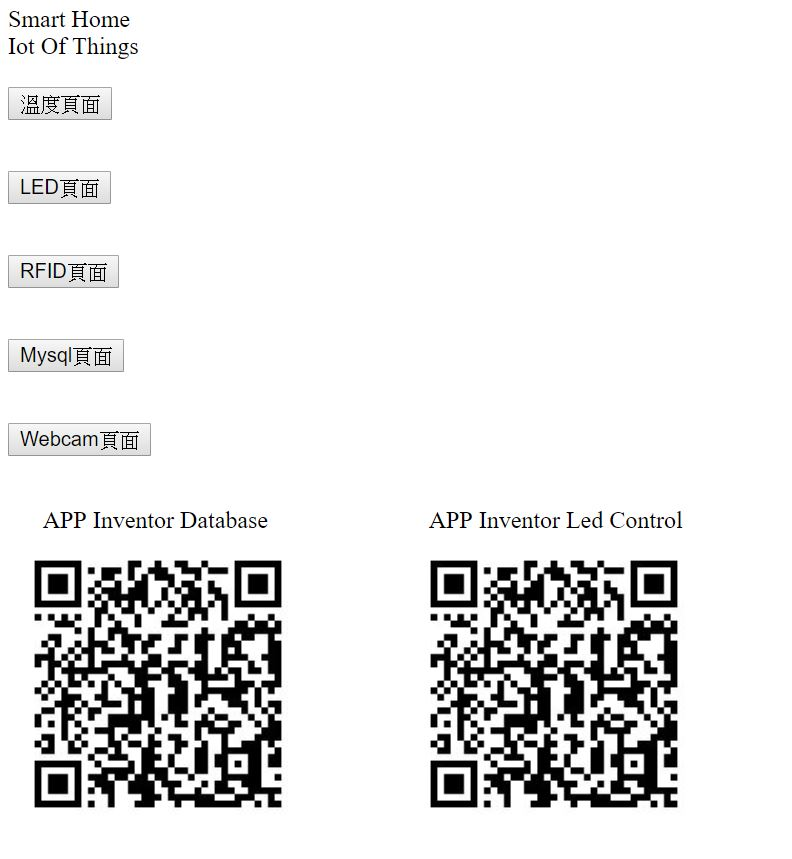 Smart Home
Iot Of Things
溫度頁面
LED頁面
RFID頁面
Mysql頁面
Webcam頁面
APP Inventor Database
APP Inventor Led Control